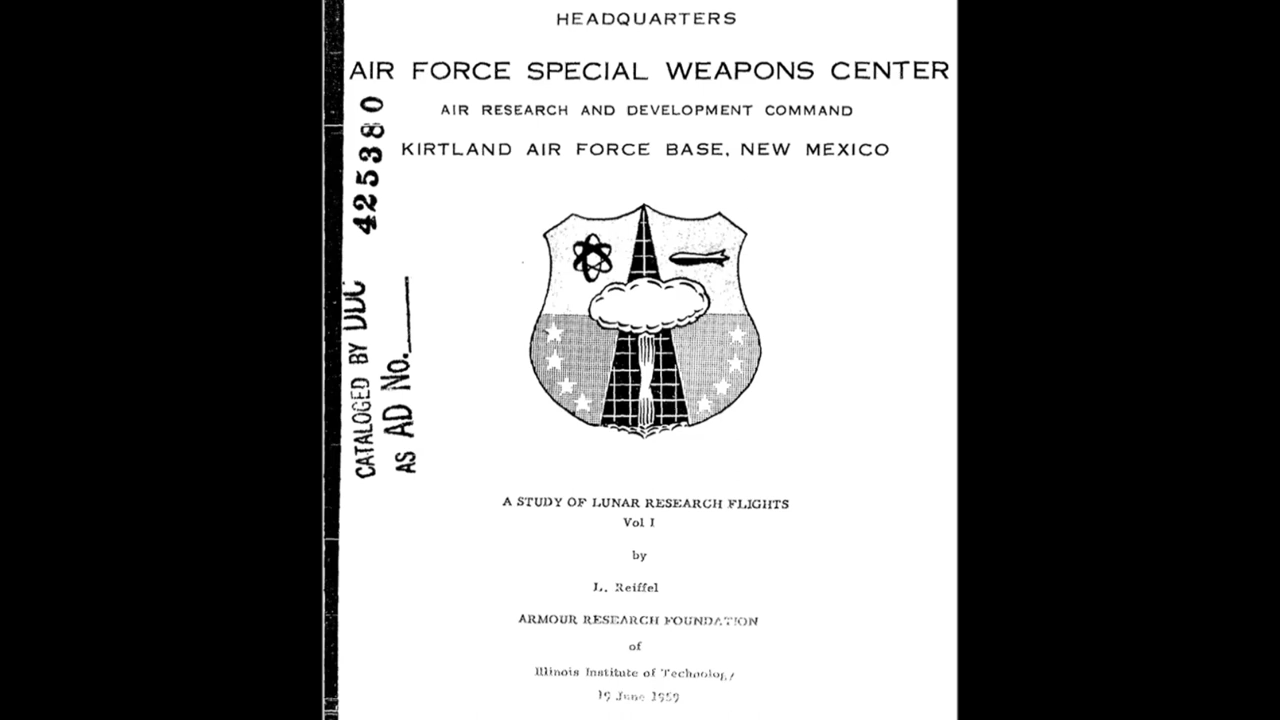 HEADQUARTERS
AIR FORCE SPECIAL WEAPONS CENTER
AIR RESEARCH AND DEVELOPMENT COMMAND
KIRTLAND AIR FORCE BASE, NEW MEXICO
CATALOGED BY DDC
AS AD No.
425380
A STUDY OF LUNAR RESEARCH FLIGHTS
Vol I
by
L. Reiffel
ARMOUR RESEARCH FOUNDATION
of
Illinois Institute of Technology
19 June 1959